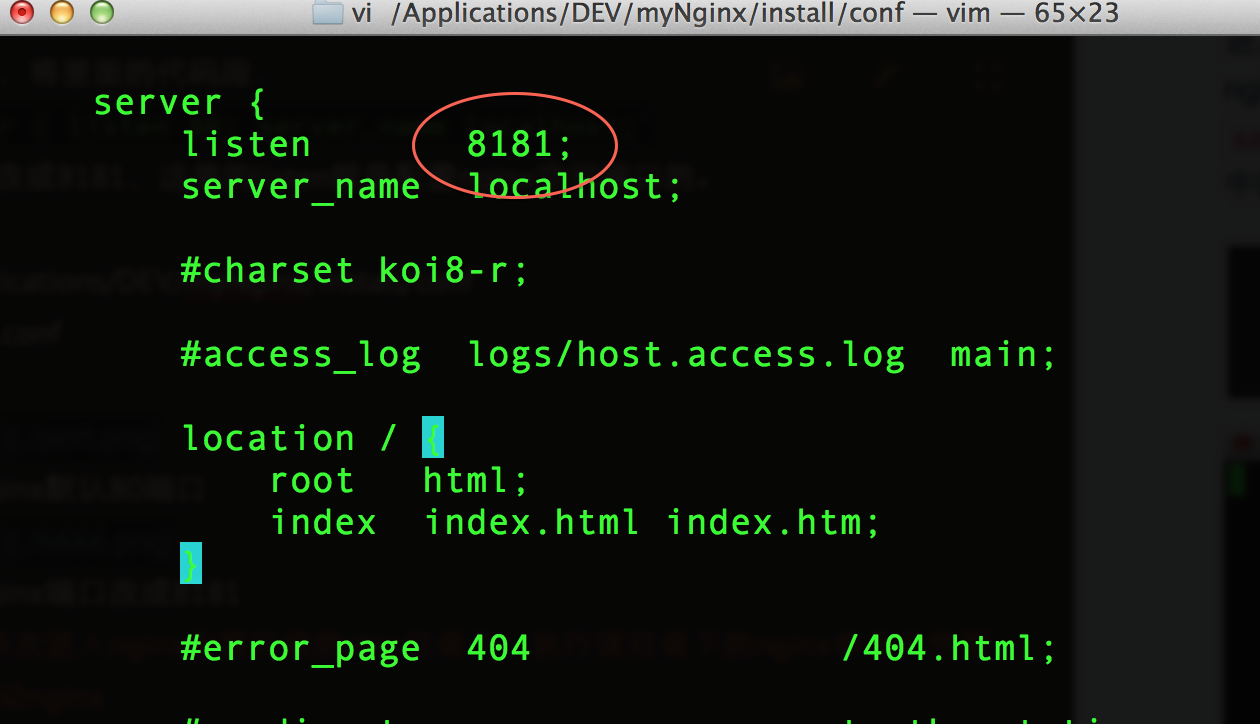 vi /Applications/DEV/myNginx/install/conf — vim — 65×23
server {
listen 8181;
server_name localhost;
#charset koi8-r;
#access_log logs/host.access.log main;
location / {
root html;
index index.html index.htm;
}
#error_page 404 /404.html;